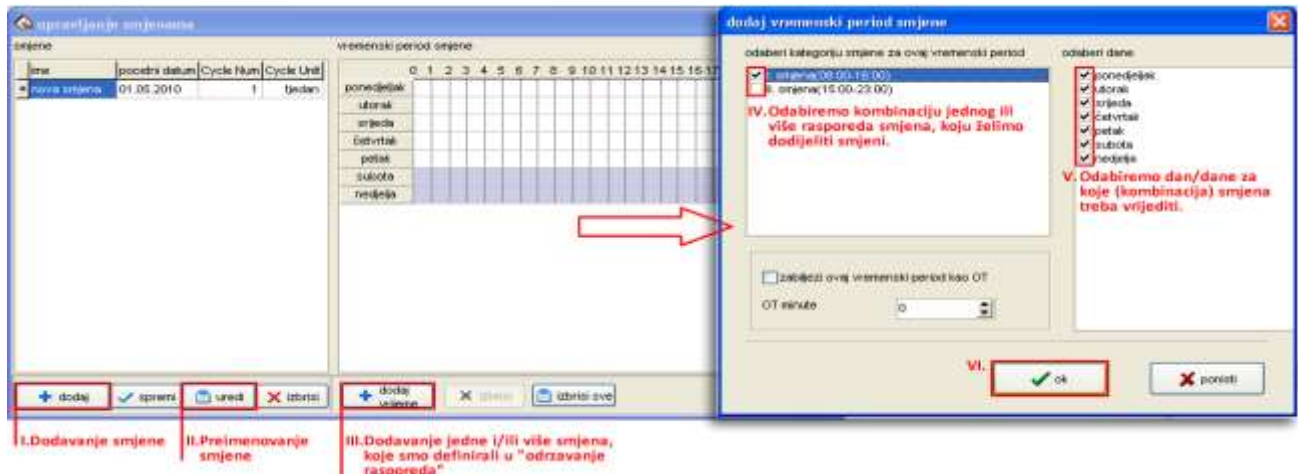 upravljanje smjenama
smjene
ime pocetni datum Cycle Num Cycle Unit
nova smjena 01.05.2010 1 tjedan
dodaj spremi uredi izbrisi
vremenski period smjene
0 1 2 3 4 5 6 7 8 9 10 11 12 13 14 15 16 17
ponedjeljak
utorak
srijeda
četvrtak
petak
subota
nedjelja
dodaj
vrijeme
izbrisi sve
I.Dodavanje smjene
II.Preimenovanje
smjene
III.Dodavanje jedne i/ili više smjena,
koje smo definirali u "odrzavanje
rasporeda"
dodaj vremenski period smjene
odaberi kategoriju smjene za ovaj vremenski period
I. smjena(08:00-16:00)
II. smjena(15:00-23:00)
IV.Odabiremo kombinaciju jednog ili
više rasporeda smjena, koju želimo
dodijeliti smjeni.
odaberi dane:
ponedjeljak
utorak
srijeda
četvrtak
petak
subota
nedjelja
V.Odabiremo dan/dane za
koje (kombinacija) smjena
treba vrijediti.
zabiljezi ovaj vremenski period kao OT
OT minute 0
VI.
ok
ponisti